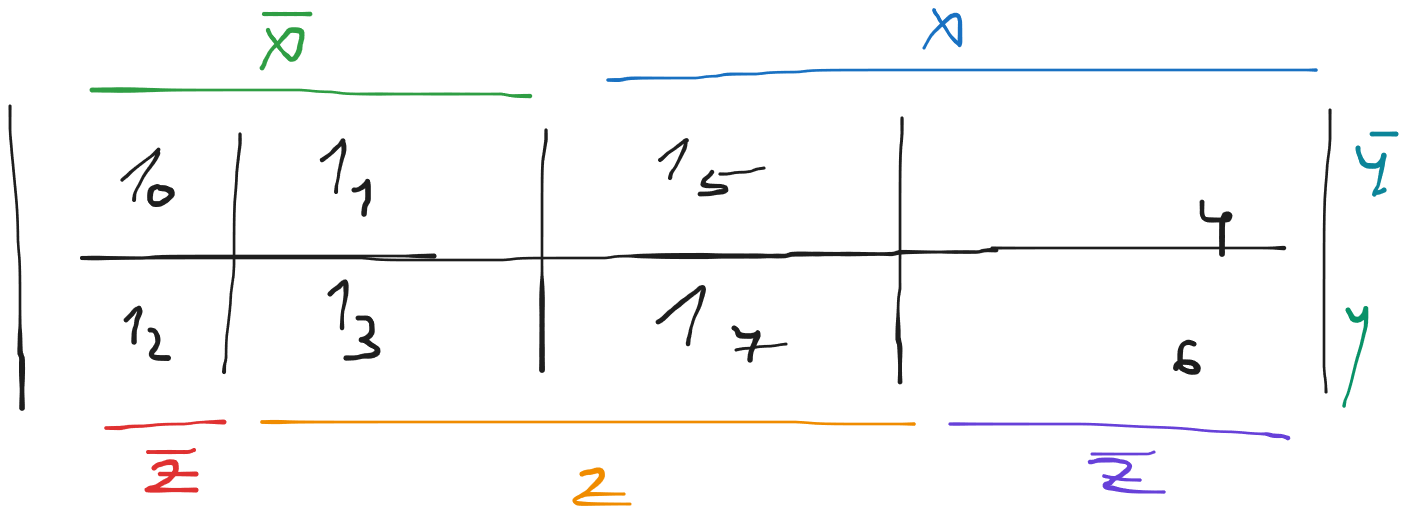 x̄ x
1₀ 1₁ 1₅ 4 ȳ
1₂ 1₃ 1₇ 6 y
z̄ z z̄